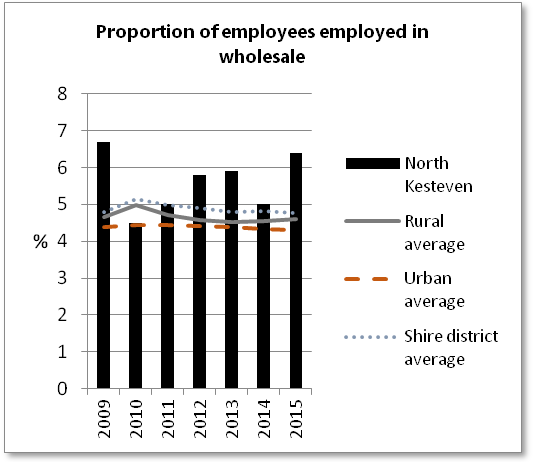 Proportion of employees employed in
wholesale
8
7
6
5
4
3
2
1
0
%
2009
2010
2011
2012
2013
2014
2015
North
Kesteven
Rural
average
Urban
average
Shire district
average